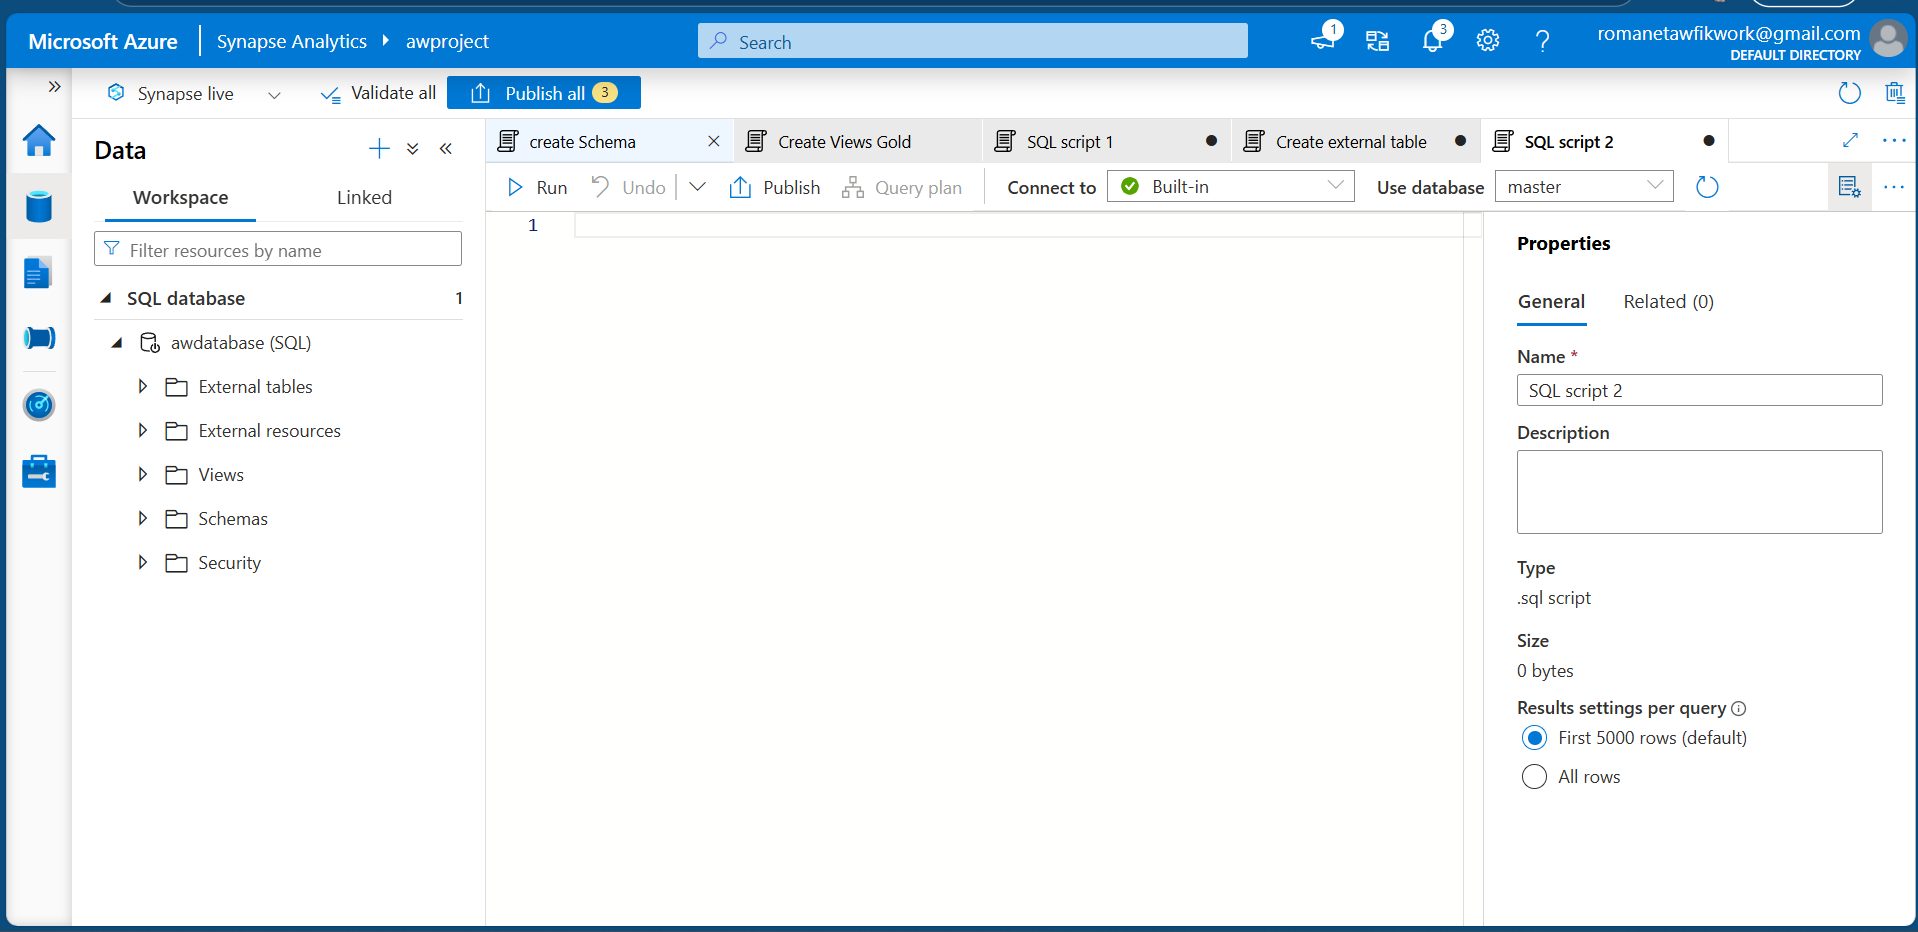 Microsoft Azure
Synapse Analytics
awproject
Search
1
3
romanetawfikwork@gmail.com
DEFAULT DIRECTORY
Synapse live
Validate all
Publish all 3
Data
Workspace
Linked
Filter resources by name
SQL database 1
awdatabase (SQL)
External tables
External resources
Views
Schemas
Security
create Schema
Create Views Gold
SQL script 1
Create external table
SQL script 2
Run
Undo
Publish
Query plan
Connect to
Built-in
Use database
master
1
Properties
General
Related (0)
Name *
SQL script 2
Description
Type
.sql script
Size
0 bytes
Results settings per query
First 5000 rows (default)
All rows